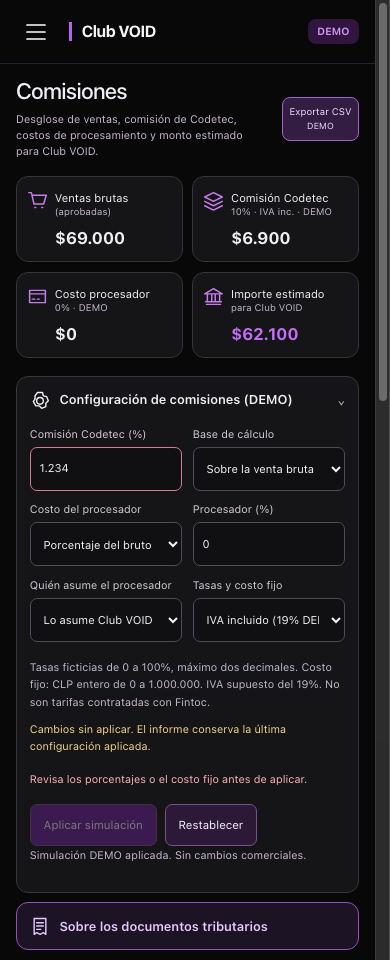 Club VOID
DEMO
Comisiones
Desglose de ventas, comisión de Codetec,
costos de procesamiento y monto estimado
para Club VOID.
Exportar CSV
DEMO
Ventas brutas
(aprobadas)
$69.000
Comisión Codetec
10% · IVA inc. · DEMO
$6.900
Costo procesador
0% · DEMO
$0
Importe estimado
para Club VOID
$62.100
Configuración de comisiones (DEMO)
Comisión Codetec (%)
Base de cálculo
1.234
Sobre la venta bruta
Costo del procesador
Procesador (%)
Porcentaje del bruto
0
Quién asume el procesador
Tasas y costo fijo
Lo asume Club VOID
IVA incluido (19% DEI
Tasas ficticias de 0 a 100%, máximo dos decimales. Costo
fijo: CLP entero de 0 a 1.000.000. IVA supuesto del 19%. No
son tarifas contratadas con Fintoc.
Cambios sin aplicar. El informe conserva la última
configuración aplicada.
Revisa los porcentajes o el costo fijo antes de aplicar.
Aplicar simulación
Restablecer
Simulación DEMO aplicada. Sin cambios comerciales.
Sobre los documentos tributarios